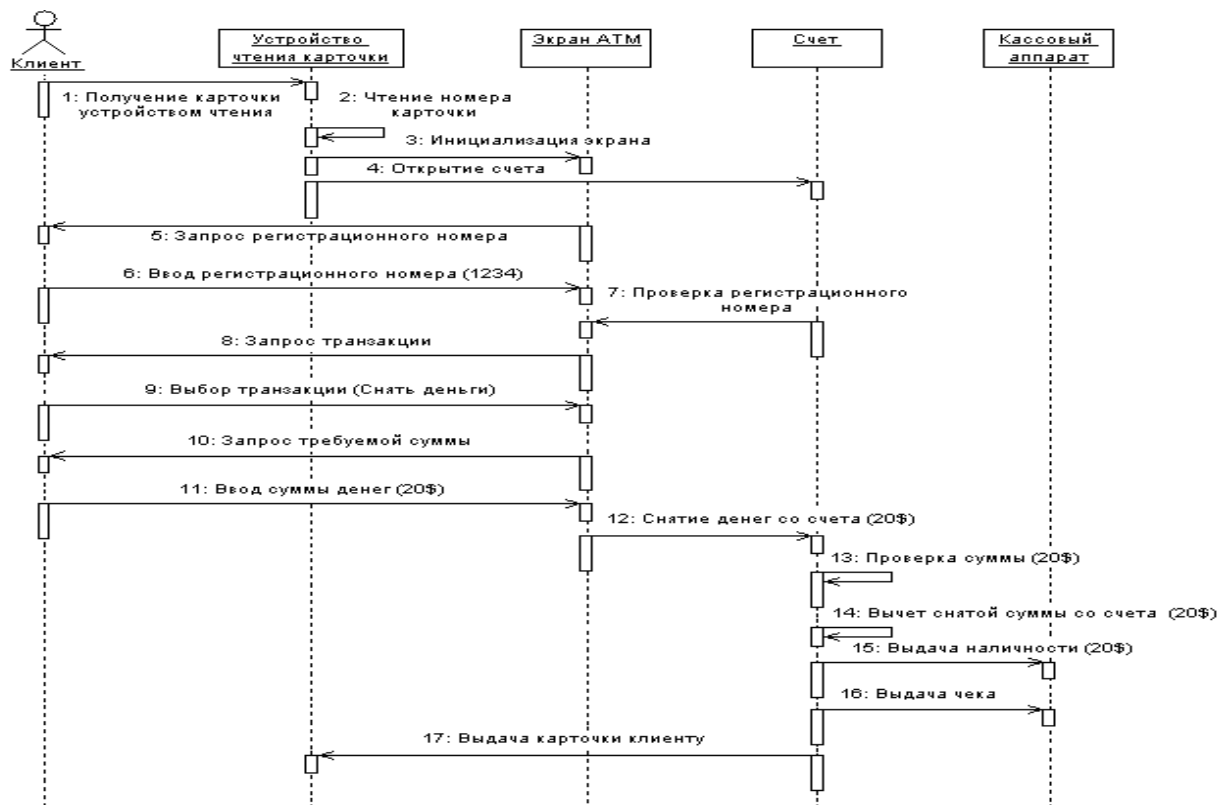 Клиент
Устройство
чтения карточки
Экран АТМ
Счет
Кассовый
аппарат
1: Получение карточки
устройством чтения
2: Чтение номера
карточки
3: Инициализация экрана
4: Открытие счета
5: Запрос регистрационного номера
6: Ввод регистрационного номера (1234)
7: Проверка регистрационного
номера
8: Запрос транзакции
9: Выбор транзакции (Снять деньги)
10: Запрос требуемой суммы
11: Ввод суммы денег (20$)
12: Снятие денег со счета (20$)
13: Проверка суммы (20$)
14: Вычет снятой суммы со счета (20$)
15: Выдача наличности (20$)
16: Выдача чека
17: Выдача карточки клиенту